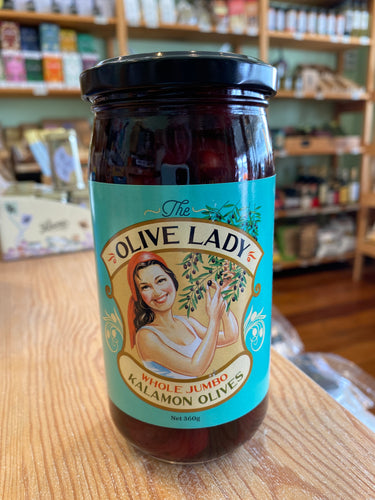 The
OLIVE LADY
WHOLE JUMBO
KALAMON OLIVES
Net 360g